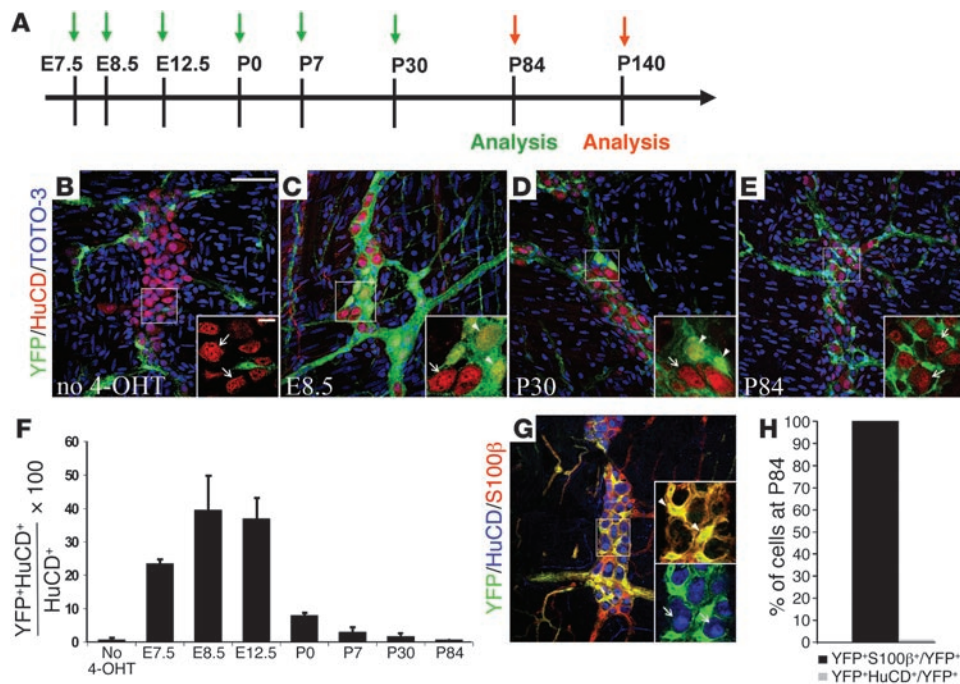 A
E7.5 E8.5 E12.5 P0 P7 P30 P84 P140
Analysis Analysis
YFP/HuCD/TOTO-3
B
no 4-OHT
C
E8.5
D
P30
E
P84
F
YFP⁺HuCD⁺
HuCD⁺
× 100
60
50
40
30
20
10
0
No 4-OHT E7.5 E8.5 E12.5 P0 P7 P30 P84
G
YFP/HuCD/S100β
H
% of cells at P84
100
90
80
70
60
50
40
30
20
10
0
YFP⁺S100β⁺/YFP⁺
YFP⁺HuCD⁺/YFP⁺